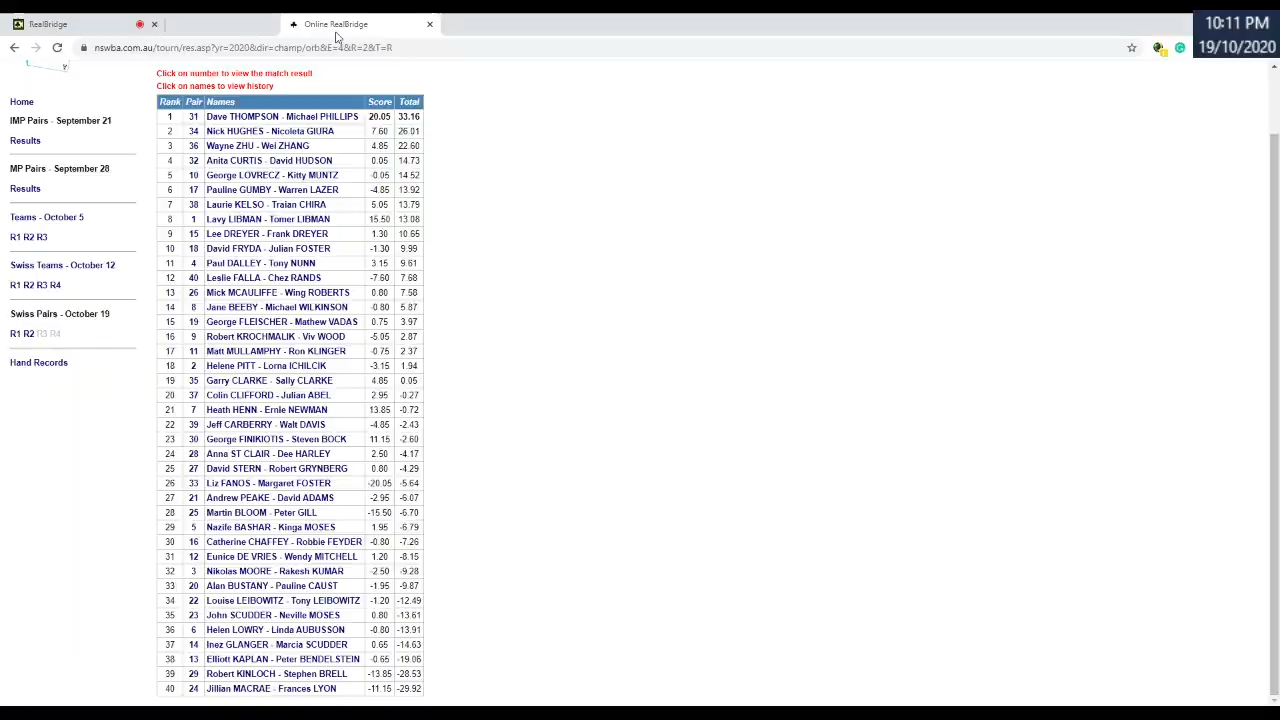 RealBridge
Online RealBridge
10:11 PM
19/10/2020
nswba.com.au/tourn/res.asp?yr=2020&dir=champ/orb&E=4&R=2&T=R
y
Click on number to view the match result
Click on names to view history
Home
IMP Pairs - September 21
Results
MP Pairs - September 28
Results
Teams - October 5
R1 R2 R3
Swiss Teams - October 12
R1 R2 R3 R4
Swiss Pairs - October 19
R1 R2 R3 R4
Hand Records
Rank Pair Names Score Total
1 31 Dave THOMPSON - Michael PHILLIPS 20.05 33.16
2 34 Nick HUGHES - Nicoleta GIURA 7.60 26.01
3 36 Wayne ZHU - Wei ZHANG 4.85 22.60
4 32 Anita CURTIS - David HUDSON 0.05 14.73
5 10 George LOVRECZ - Kitty MUNTZ -0.05 14.52
6 17 Pauline GUMBY - Warren LAZER -4.85 13.92
7 38 Laurie KELSO - Traian CHIRA 5.05 13.79
8 1 Lavy LIBMAN - Tomer LIBMAN 15.50 13.08
9 15 Lee DREYER - Frank DREYER 1.30 10.65
10 18 David FRYDA - Julian FOSTER -1.30 9.99
11 4 Paul DALLEY - Tony NUNN 3.15 9.61
12 40 Leslie FALLA - Chez RANDS -7.60 7.68
13 26 Mick MCAULIFFE - Wing ROBERTS 0.80 7.58
14 8 Jane BEEBY - Michael WILKINSON -0.80 5.87
15 19 George FLEISCHER - Mathew VADAS 0.75 3.97
16 9 Robert KROCHMALIK - Viv WOOD -5.05 2.87
17 11 Matt MULLAMPHY - Ron KLINGER -0.75 2.37
18 2 Helene PITT - Lorna ICHILCIK -3.15 1.94
19 35 Garry CLARKE - Sally CLARKE 4.85 0.05
20 37 Colin CLIFFORD - Julian ABEL 2.95 -0.27
21 7 Heath HENN - Ernie NEWMAN 13.85 -0.72
22 39 Jeff CARBERRY - Walt DAVIS -4.85 -2.43
23 30 George FINIKIOTIS - Steven BOCK 11.15 -2.60
24 28 Anna ST CLAIR - Dee HARLEY 2.50 -4.17
25 27 David STERN - Robert GRYNBERG 0.80 -4.29
26 33 Liz FANOS - Margaret FOSTER -20.05 -5.64
27 21 Andrew PEAKE - David ADAMS -2.95 -6.07
28 25 Martin BLOOM - Peter GILL -15.50 -6.70
29 5 Nazife BASHAR - Kinga MOSES 1.95 -6.79
30 16 Catherine CHAFFEY - Robbie FEYDER -0.80 -7.26
31 12 Eunice DE VRIES - Wendy MITCHELL 1.20 -8.15
32 3 Nikolas MOORE - Rakesh KUMAR -2.50 -9.28
33 20 Alan BUSTANY - Pauline CAUST -1.95 -9.87
34 22 Louise LEIBOWITZ - Tony LEIBOWITZ -1.20 -12.49
35 23 John SCUDDER - Neville MOSES 0.80 -13.61
36 6 Helen LOWRY - Linda AUBUSSON -0.80 -13.91
37 14 Inez GLANGER - Marcia SCUDDER 0.65 -14.63
38 13 Elliott KAPLAN - Peter BENDELSTEIN -0.65 -19.06
39 29 Robert KINLOCH - Stephen BRELL -13.85 -28.53
40 24 Jillian MACRAE - Frances LYON -11.15 -29.92